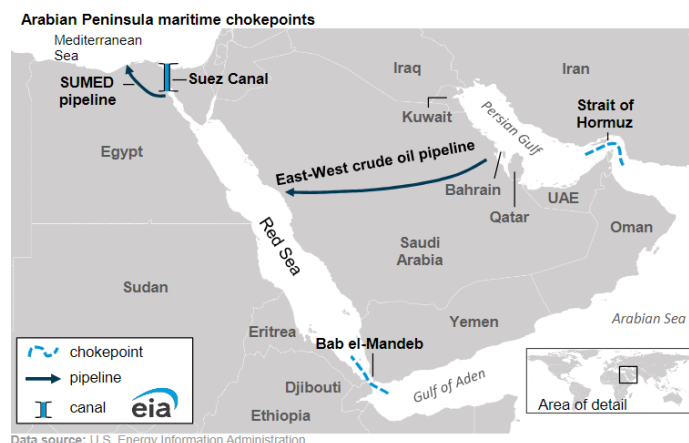 Arabian Peninsula maritime chokepoints
Mediterranean
Sea
SUMED
pipeline
Suez Canal
Iraq
Iran
Kuwait
Persian Gulf
Strait of
Hormuz
Egypt
East-West crude oil pipeline
Bahrain
Qatar
UAE
Oman
Saudi
Arabia
Red Sea
Sudan
Arabian Sea
Eritrea
Yemen
Bab el-Mandeb
Djibouti
Gulf of Aden
Ethiopia
chokepoint
pipeline
canal
eia
Area of detail
Data source: U.S. Energy Information Administration